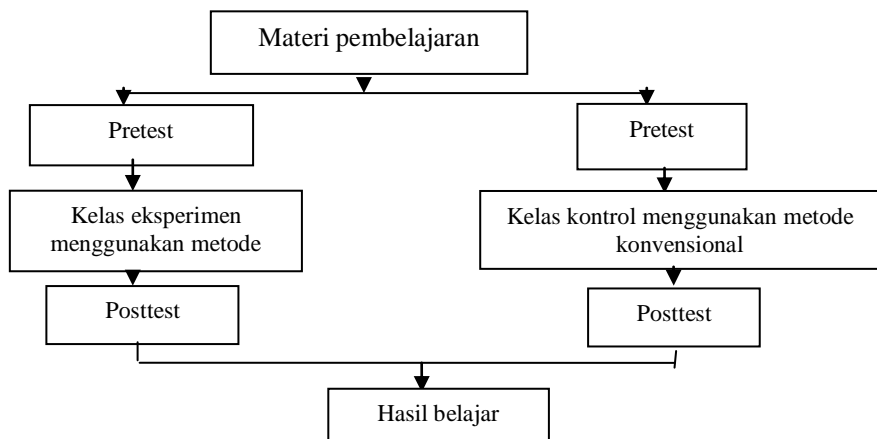 Materi pembelajaran
Pretest
Pretest
Kelas eksperimen
menggunakan metode
Kelas kontrol menggunakan metode
konvensional
Posttest
Posttest
Hasil belajar